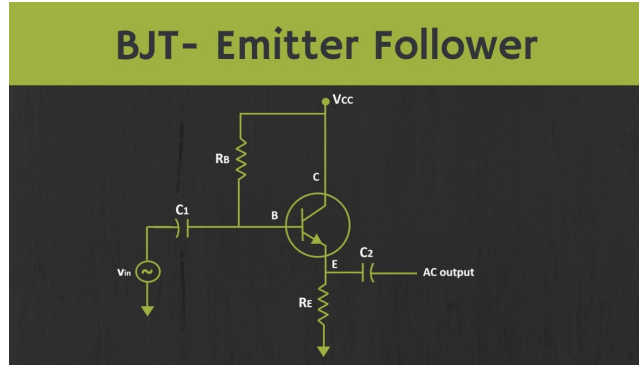 BJT- Emitter Follower
VCC
RB
C
C1
B
C2
vin
E
AC output
RE